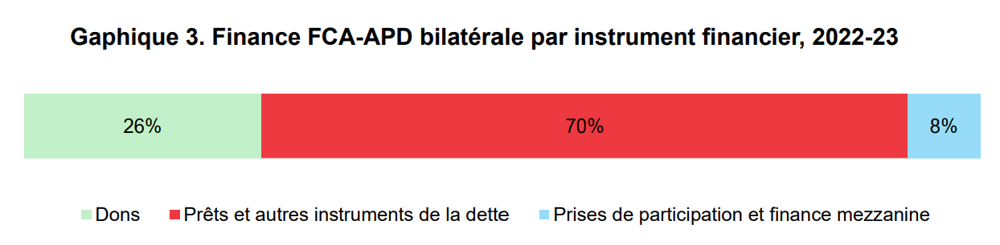 Gaphique 3. Finance FCA-APD bilatérale par instrument financier, 2022-23
26% 70% 8%
Dons Prêts et autres instruments de la dette Prises de participation et finance mezzanine